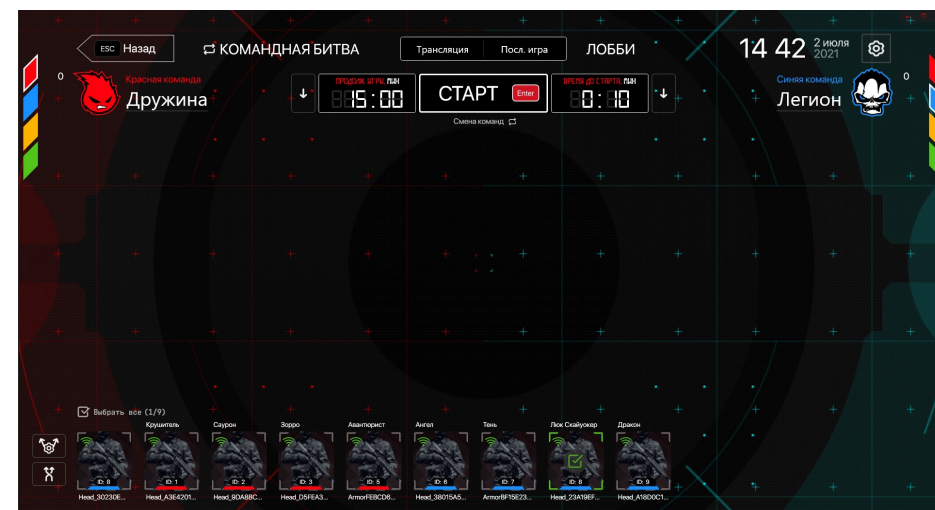 ESC Назад
КОМАНДНАЯ БИТВА
Трансляция Посл. игра
ЛОББИ
14 42 2 июля 2021
0
Красная команда
Дружина
ПРОДОЛЖ. ИГРЫ, МИН
15:00
СТАРТ Enter
ВРЕМЯ ДО СТАРТА, МИН
0:10
Синяя команда
Легион
0
Смена команд
Выбрать все (1/9)
Крушитель Саурон Зорро Авантюрист Ангел Тень Люк Скайуокер Дракон
ID: 8 ID: 1 ID: 2 ID: 3 ID: 5 ID: 6 ID: 7 ID: 8 ID: 9
Head_30230E... Head_A3E4201... Head_9DA8BC... Head_D5FEA3... ArmorFEBCD6... Head_38015A5... ArmorBF15E23... Head_23A19EF... Head_A18D0C1...